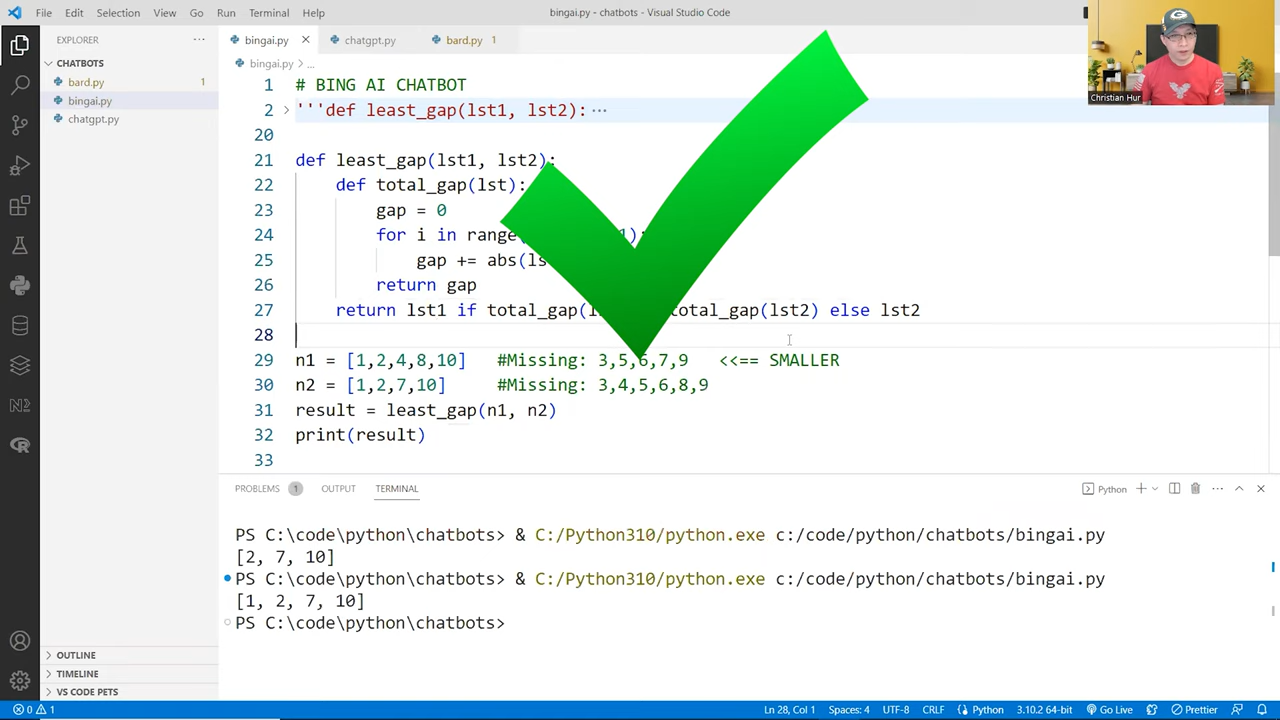 File Edit Selection View Go Run Terminal Help
bingai.py - chatbots - Visual Studio Code
EXPLORER
CHATBOTS
bard.py 1
bingai.py
chatgpt.py
OUTLINE
TIMELINE
VS CODE PETS
bingai.py chatgpt.py bard.py 1
bingai.py > ...
Christian Hur
1 # BING AI CHATBOT
2 '''def least_gap(lst1, lst2): ...
20
21 def least_gap(lst1, lst2):
22 def total_gap(lst):
23 gap = 0
24 for i in range( 1):
25 gap += abs(
26 return gap
27 return lst1 if total_gap( total_gap(lst2) else lst2
28
29 n1 = [1,2,4,8,10] #Missing: 3,5,6,7,9 <<== SMALLER
30 n2 = [1,2,7,10] #Missing: 3,4,5,6,8,9
31 result = least_gap(n1, n2)
32 print(result)
33
PROBLEMS 1 OUTPUT TERMINAL
Python
PS C:\code\python\chatbots> & C:/Python310/python.exe c:/code/python/chatbots/bingai.py
[2, 7, 10]
PS C:\code\python\chatbots> & C:/Python310/python.exe c:/code/python/chatbots/bingai.py
[1, 2, 7, 10]
PS C:\code\python\chatbots>
0 1 Ln 28, Col 1 Spaces: 4 UTF-8 CRLF Python 3.10.2 64-bit Go Live Prettier